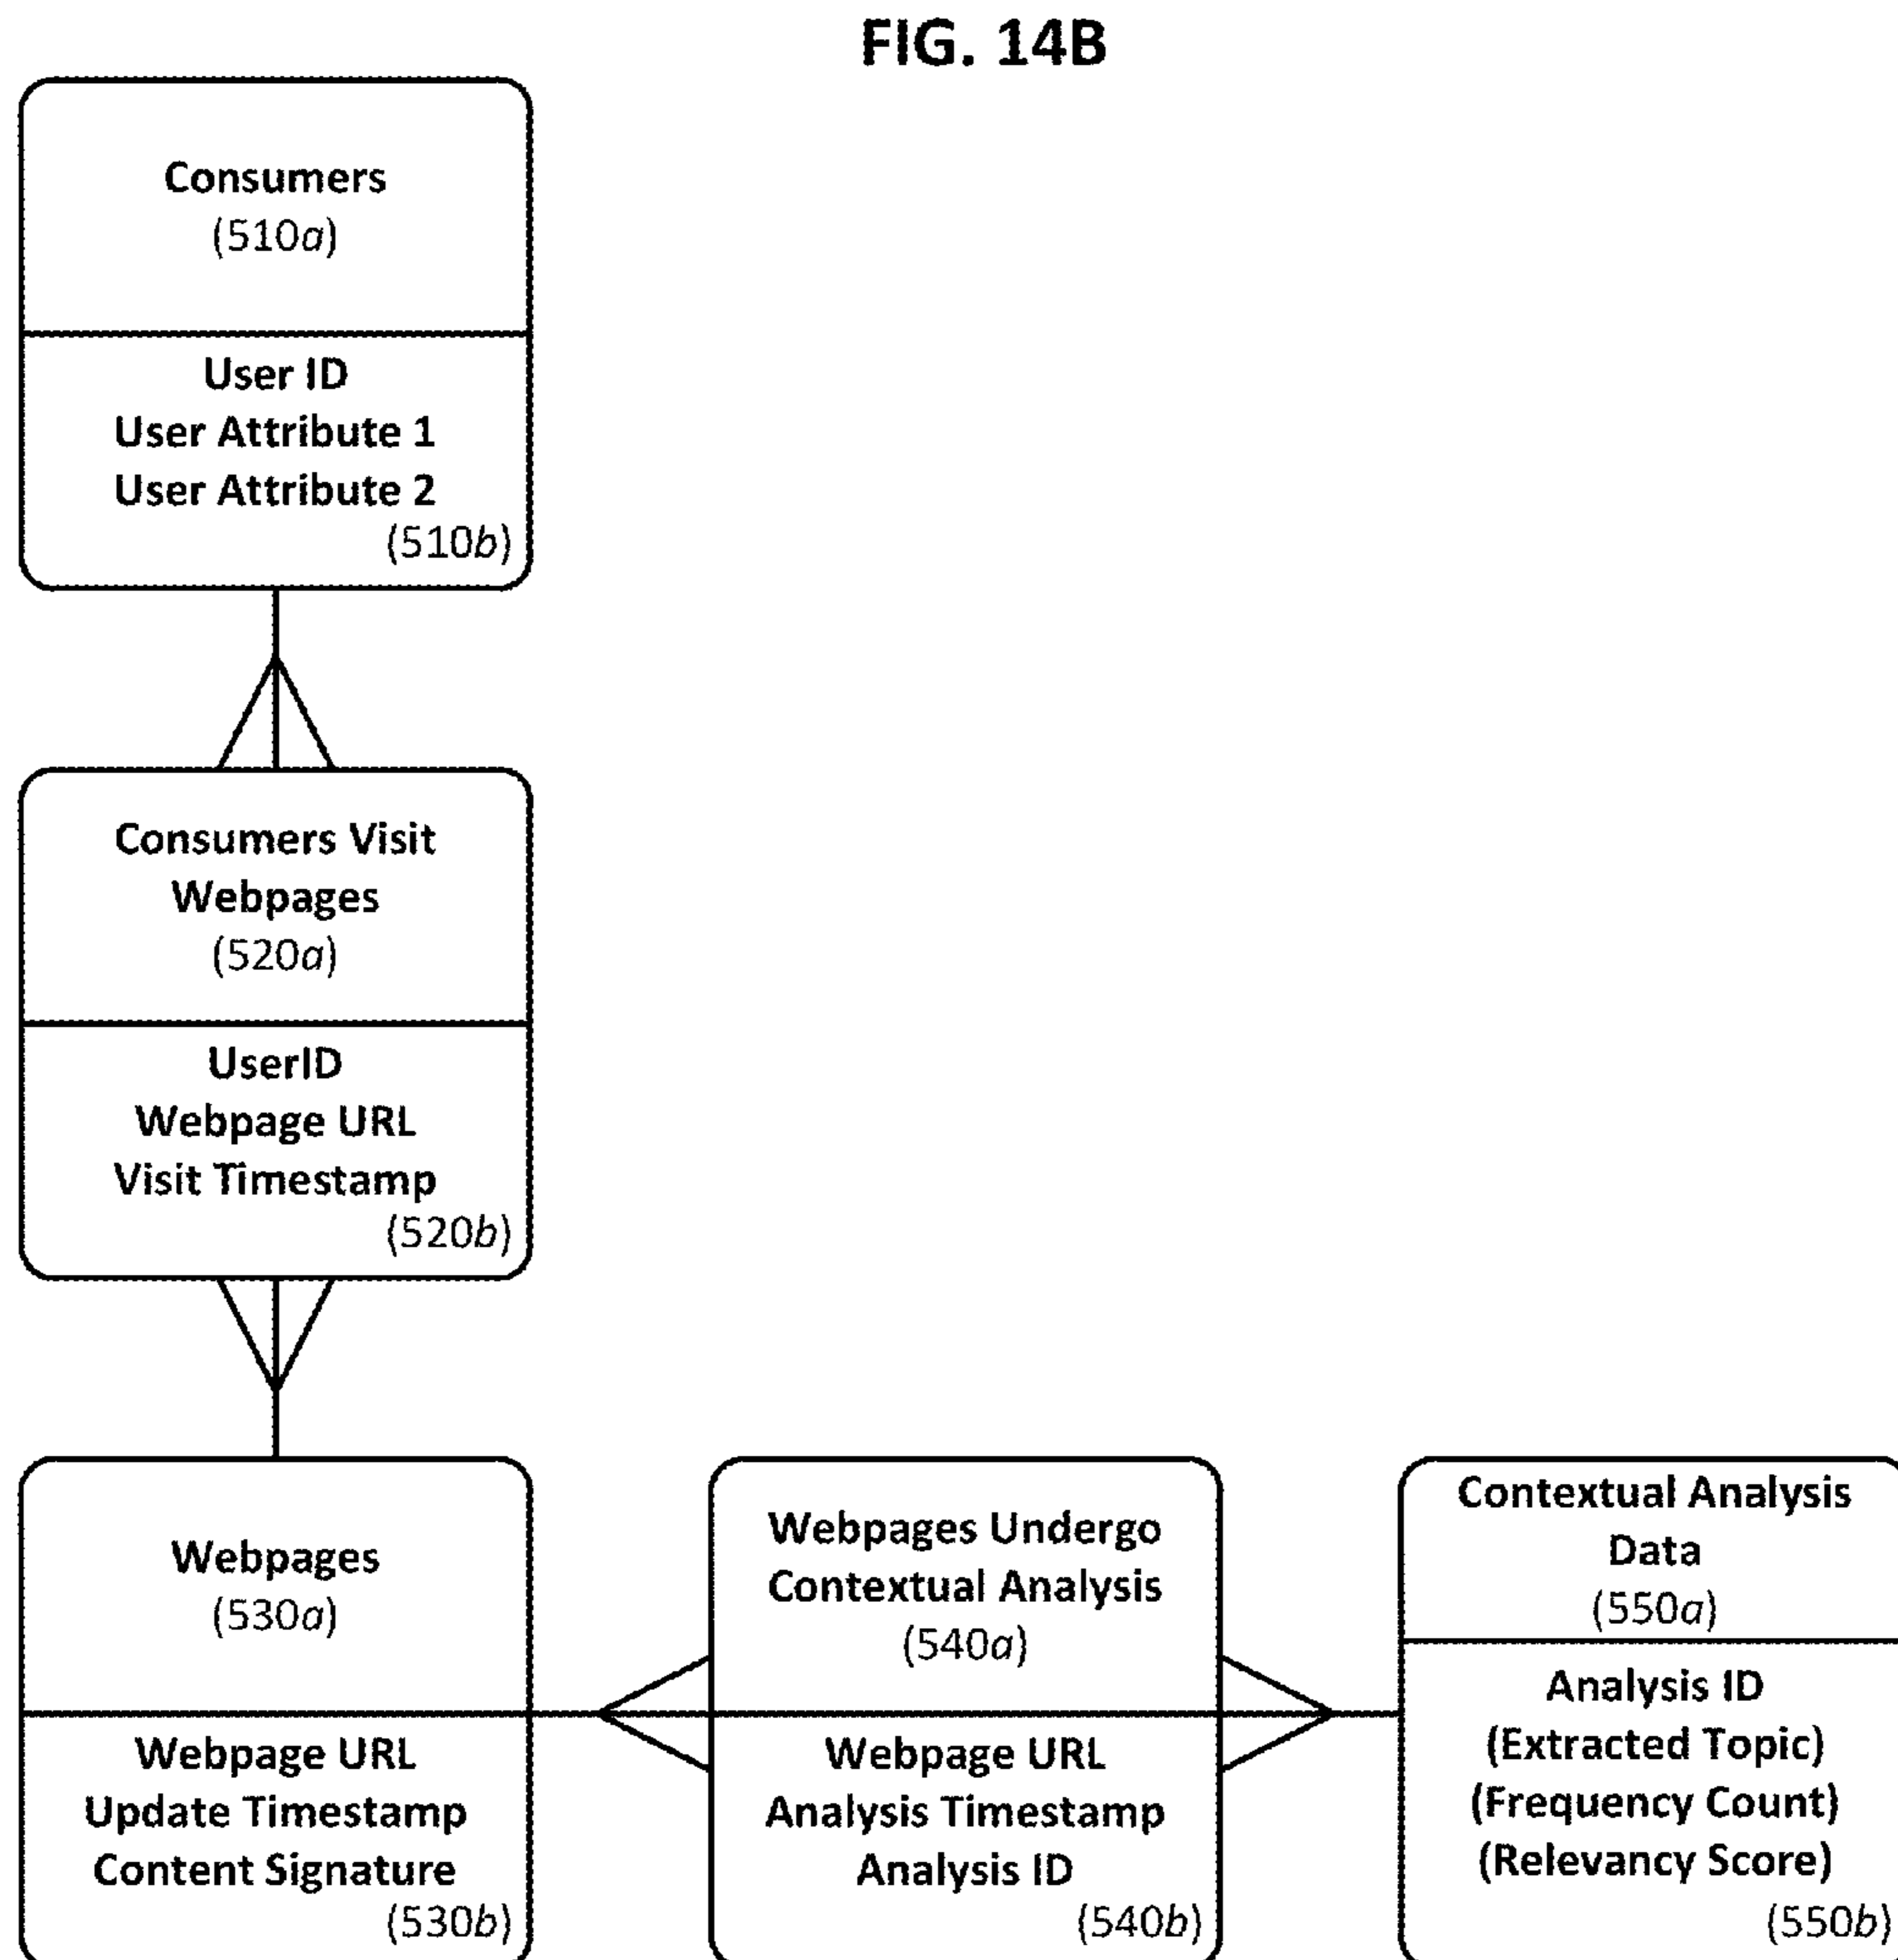 FIG. 14B
Consumers
(510a)
User ID
User Attribute 1
User Attribute 2
(510b)
Consumers Visit
Webpages
(520a)
UserID
Webpage URL
Visit Timestamp
(520b)
Webpages
(530a)
Webpage URL
Update Timestamp
Content Signature
(530b)
Webpages Undergo
Contextual Analysis
(540a)
Webpage URL
Analysis Timestamp
Analysis ID
(540b)
Contextual Analysis
Data
(550a)
Analysis ID
(Extracted Topic)
(Frequency Count)
(Relevancy Score)
(550b)